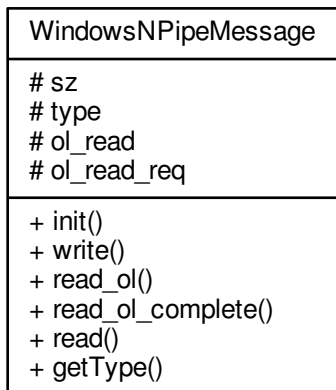 WindowsNPipeMessage
# sz
# type
# ol_read
# ol_read_req
+ init()
+ write()
+ read_ol()
+ read_ol_complete()
+ read()
+ getType()